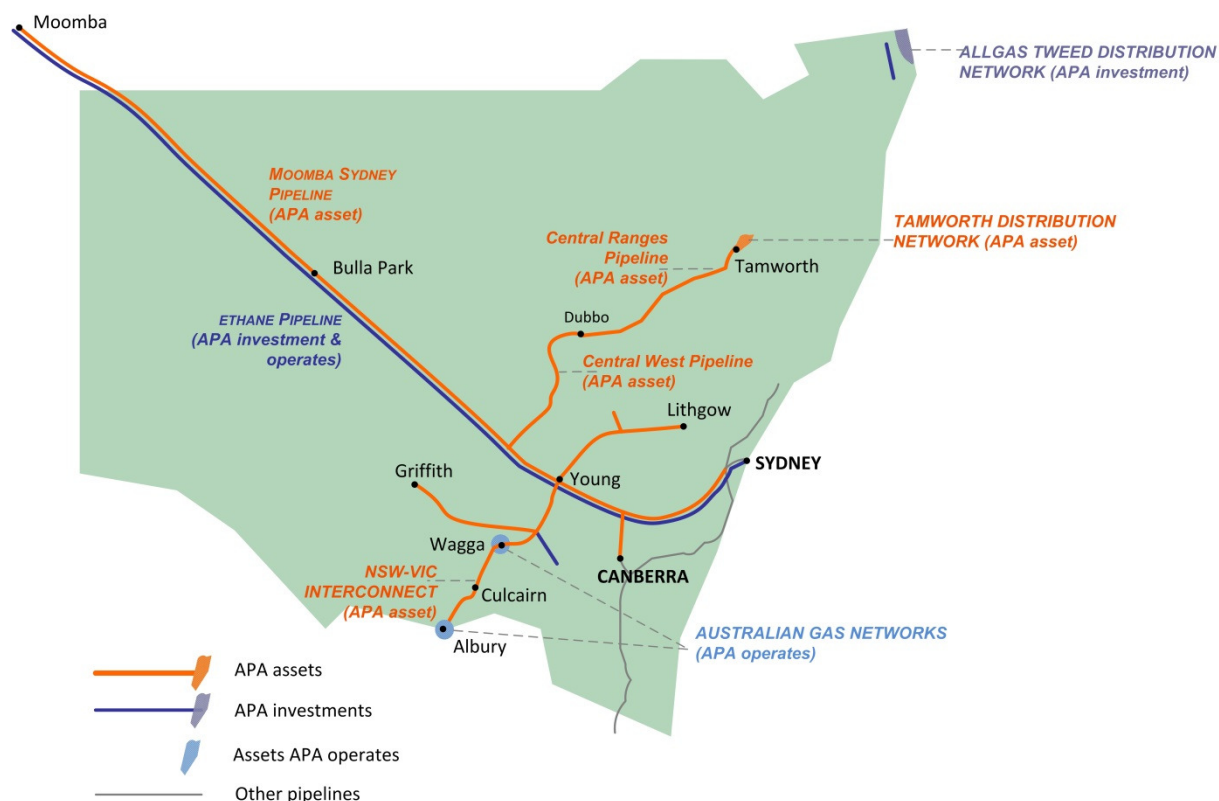 Moomba
ALLGAS TWEED DISTRIBUTION
NETWORK (APA investment)
MOOMBA SYDNEY
PIPELINE
(APA asset)
TAMWORTH DISTRIBUTION
NETWORK (APA asset)
Central Ranges
Pipeline
(APA asset)
Tamworth
Bulla Park
ETHANE PIPELINE
(APA investment &
operates)
Dubbo
Central West Pipeline
(APA asset)
Lithgow
SYDNEY
Griffith
Young
Wagga
CANBERRA
NSW-VIC
INTERCONNECT
(APA asset)
Culcairn
Albury
AUSTRALIAN GAS NETWORKS
(APA operates)
APA assets
APA investments
Assets APA operates
Other pipelines